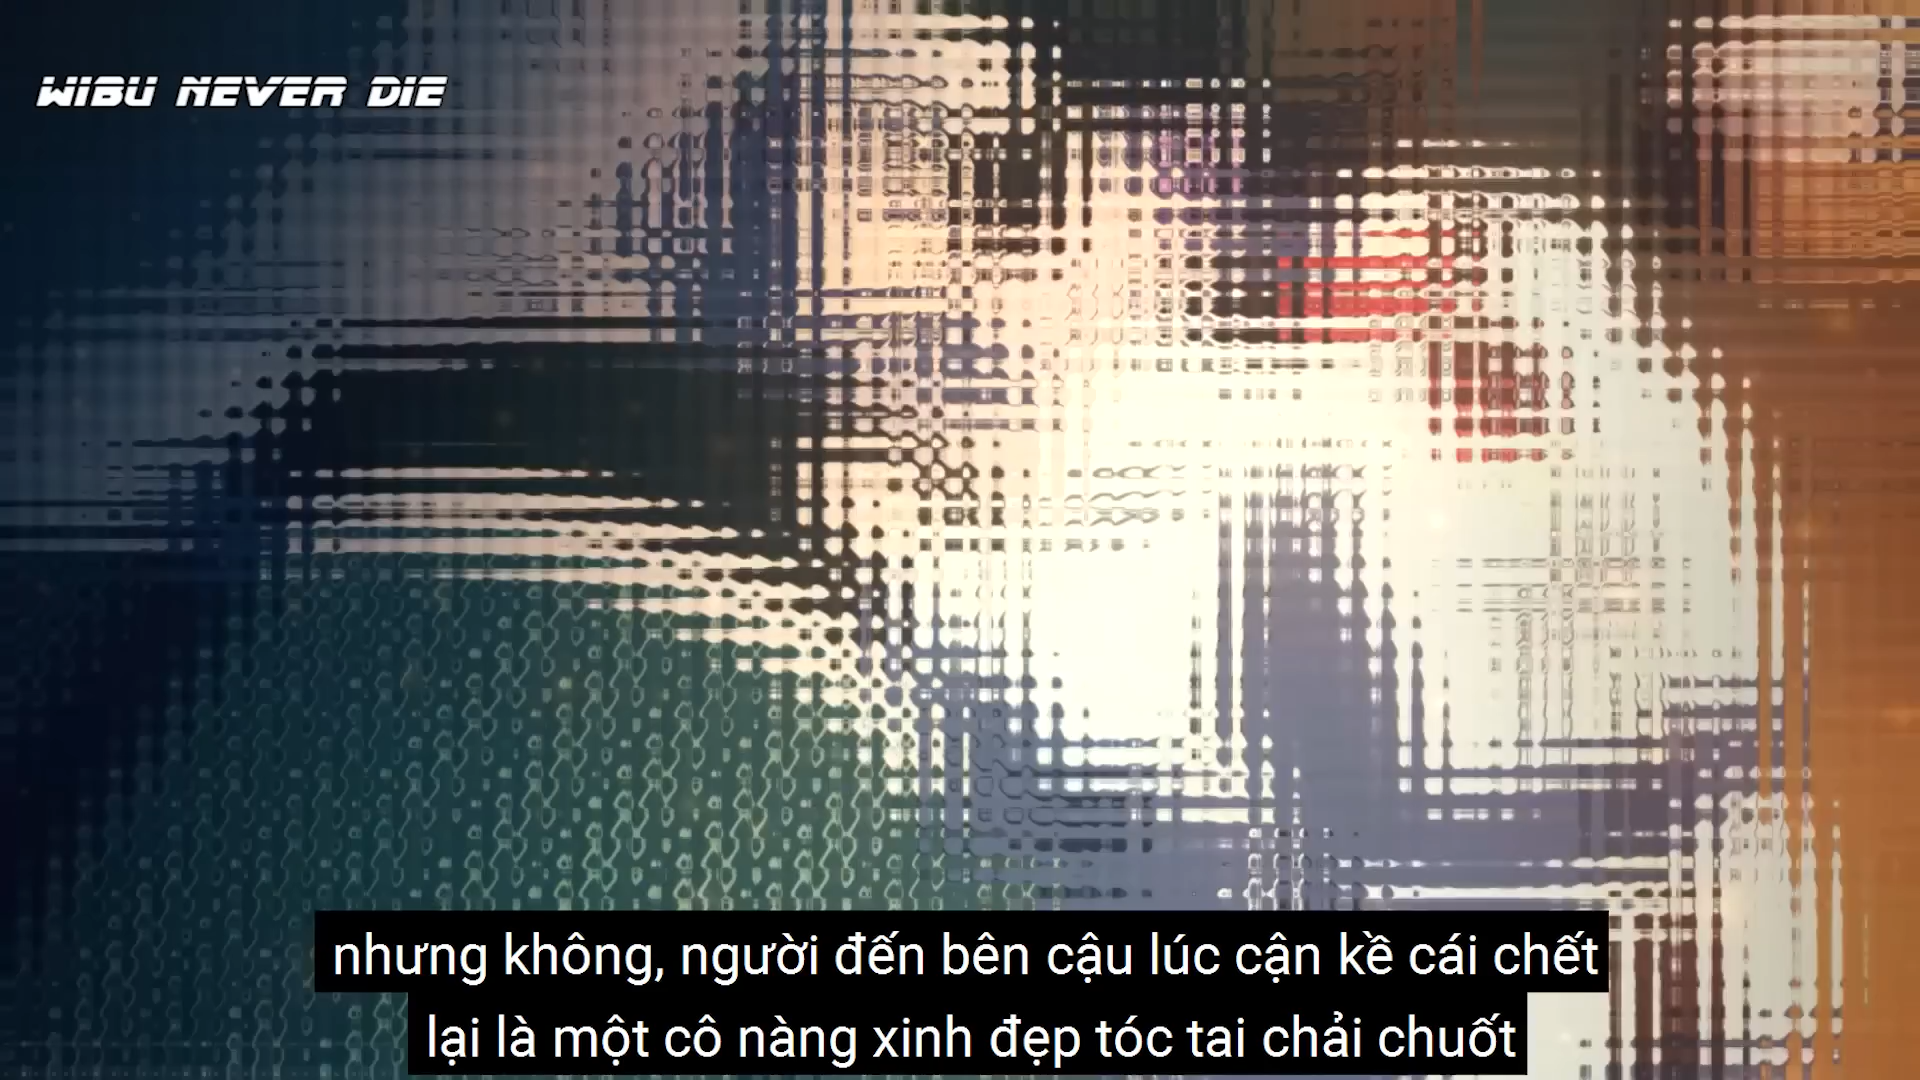 WIBU NEVER DIE
nhưng không, người đến bên cậu lúc cận kề cái chết
lại là một cô nàng xinh đẹp tóc tai chải chuốt